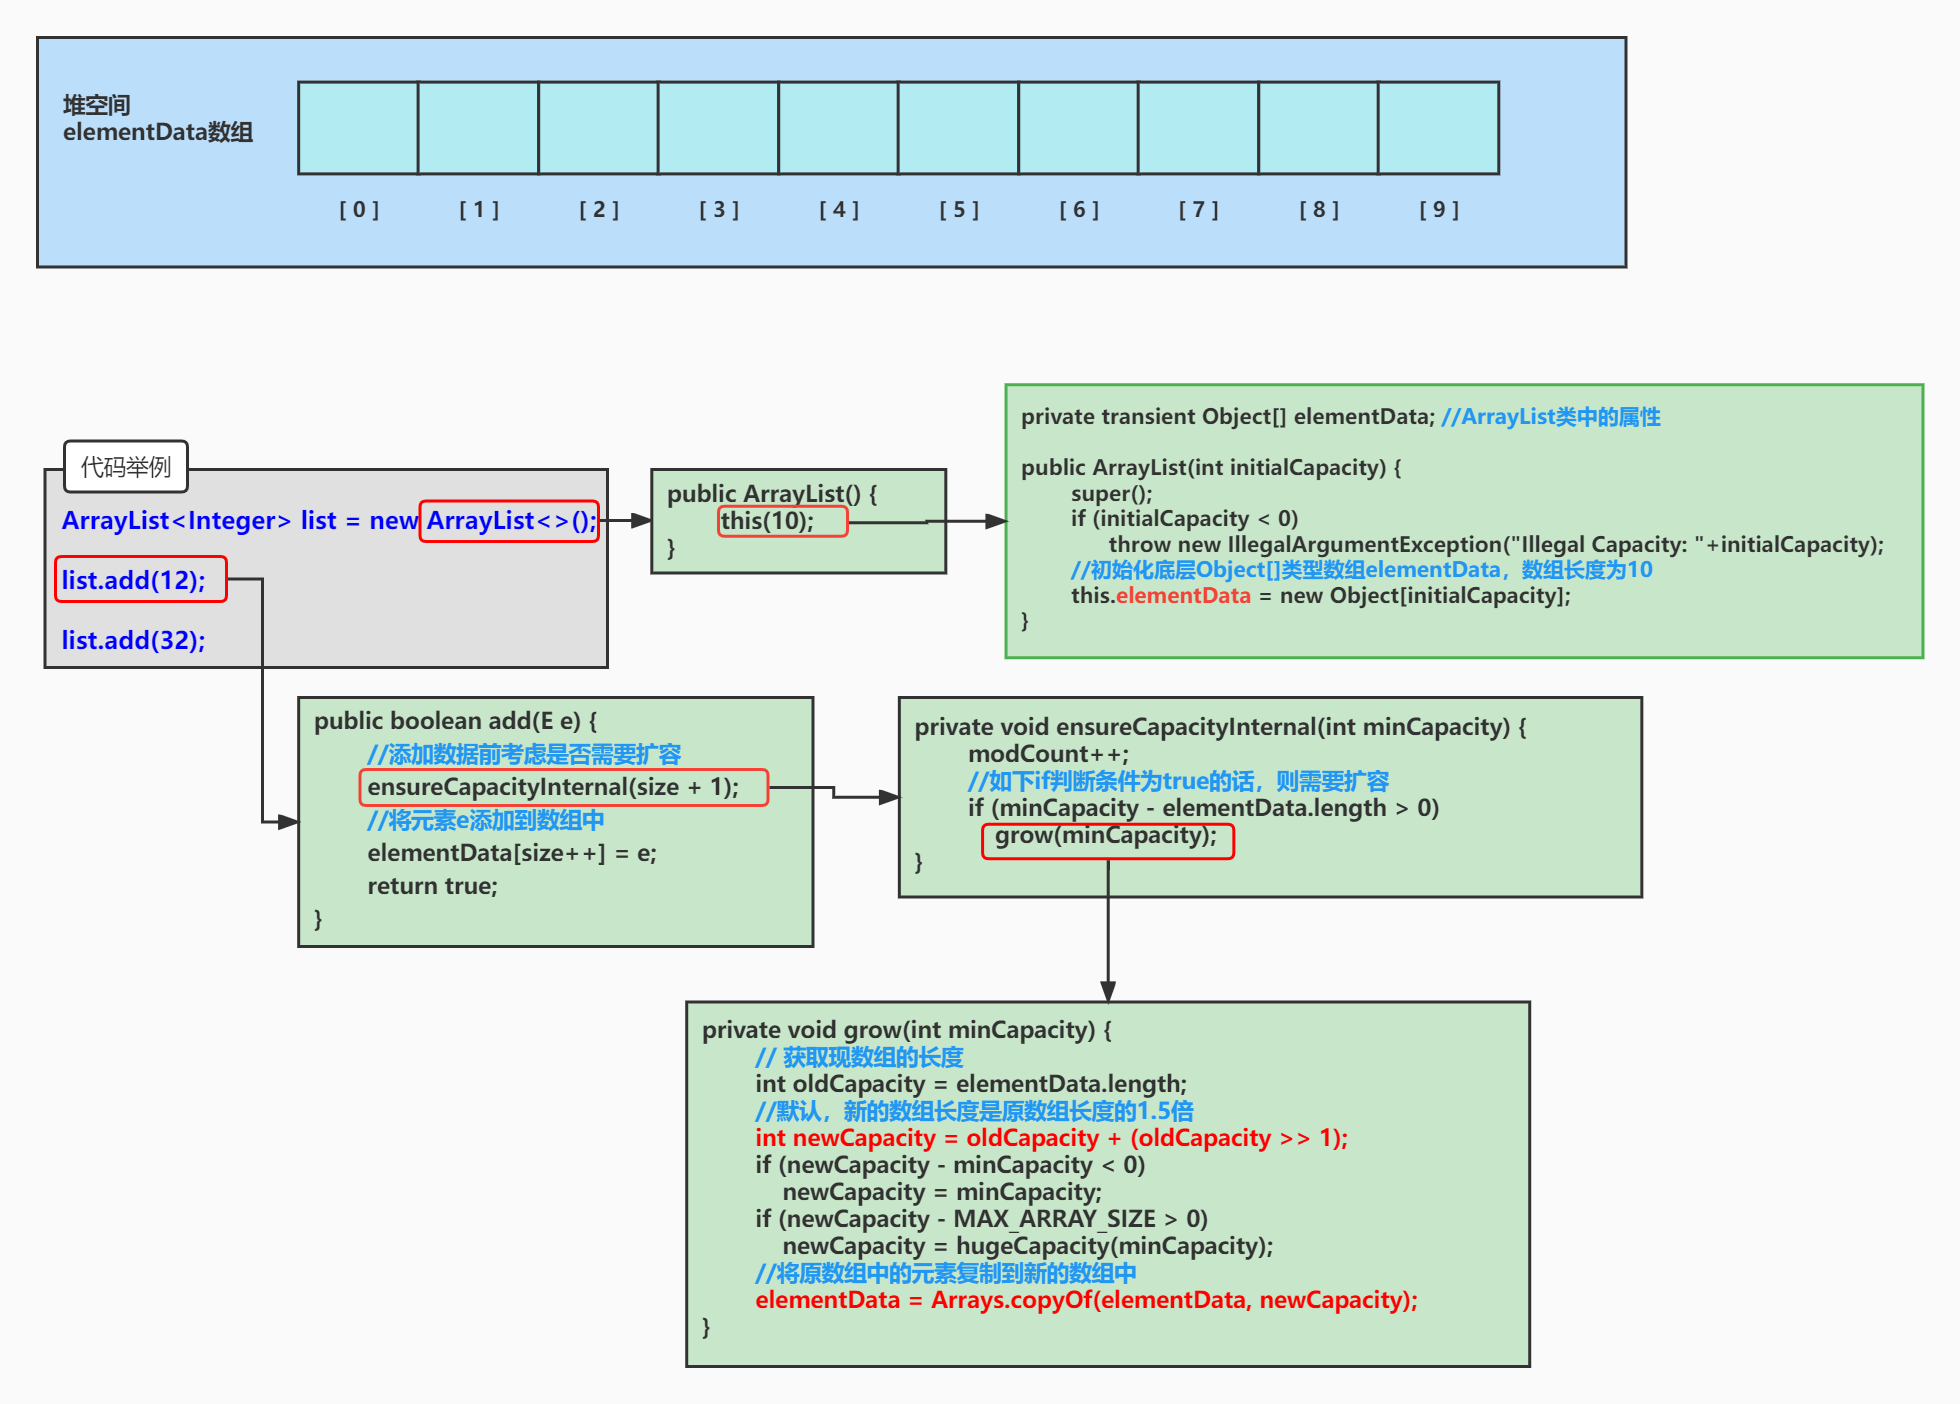 堆空间
elementData数组
[ 0 ] [ 1 ] [ 2 ] [ 3 ] [ 4 ] [ 5 ] [ 6 ] [ 7 ] [ 8 ] [ 9 ]
代码举例
ArrayList<Integer> list = new ArrayList<>();
list.add(12);
list.add(32);
public ArrayList() {
this(10);
}
private transient Object[] elementData; //ArrayList类中的属性
public ArrayList(int initialCapacity) {
super();
if (initialCapacity < 0)
throw new IllegalArgumentException("Illegal Capacity: "+initialCapacity);
//初始化底层Object[]类型数组elementData，数组长度为10
this.elementData = new Object[initialCapacity];
}
public boolean add(E e) {
//添加数据前考虑是否需要扩容
ensureCapacityInternal(size + 1);
//将元素e添加到数组中
elementData[size++] = e;
return true;
}
private void ensureCapacityInternal(int minCapacity) {
modCount++;
//如下if判断条件为true的话，则需要扩容
if (minCapacity - elementData.length > 0)
grow(minCapacity);
}
private void grow(int minCapacity) {
// 获取现数组的长度
int oldCapacity = elementData.length;
//默认，新的数组长度是原数组长度的1.5倍
int newCapacity = oldCapacity + (oldCapacity >> 1);
if (newCapacity - minCapacity < 0)
newCapacity = minCapacity;
if (newCapacity - MAX_ARRAY_SIZE > 0)
newCapacity = hugeCapacity(minCapacity);
//将原数组中的元素复制到新的数组中
elementData = Arrays.copyOf(elementData, newCapacity);
}